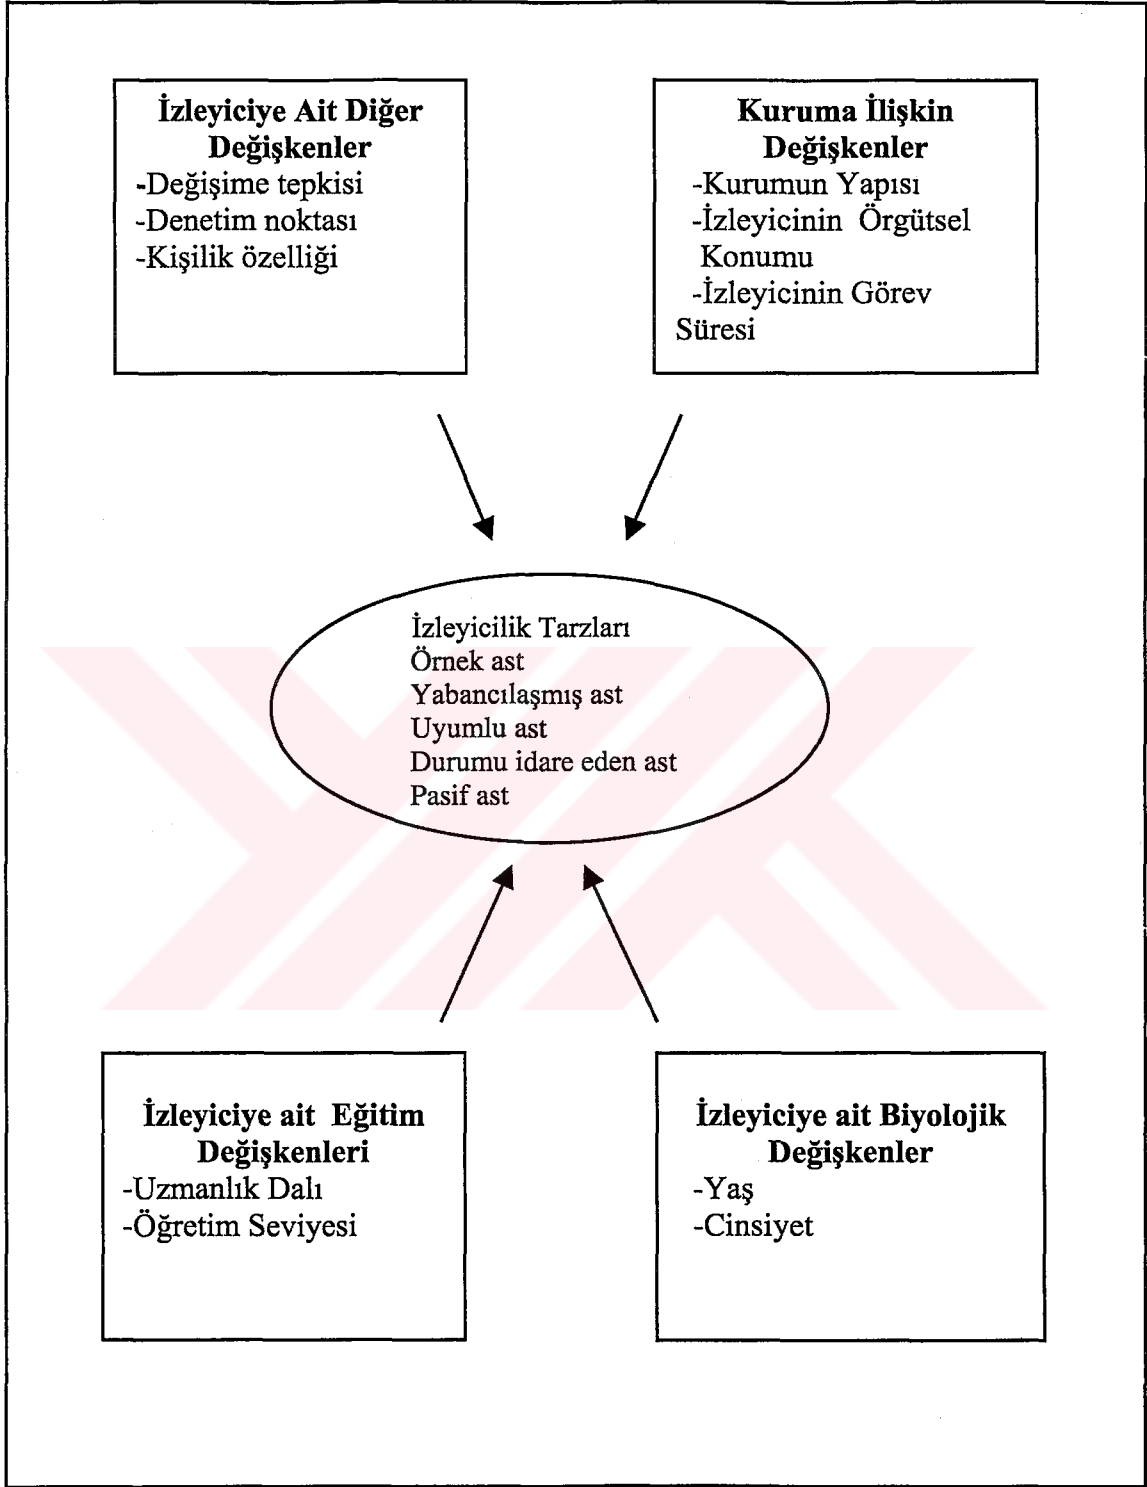 İzleyiciye Ait Diğer
Değişkenler
-Değişime tepkisi
-Denetim noktası
-Kişilik özelliği
Kuruma İlişkin
Değişkenler
-Kurumun Yapısı
-İzleyicinin Örgütsel
Konumu
-İzleyicinin Görev
Süresi
İzleyicilik Tarzları
Örnek ast
Yabancılaşmış ast
Uyumlu ast
Durumu idare eden ast
Pasif ast
İzleyiciye ait Eğitim
Değişkenleri
-Uzmanlık Dalı
-Öğretim Seviyesi
İzleyiciye ait Biyolojik
Değişkenler
-Yaş
-Cinsiyet